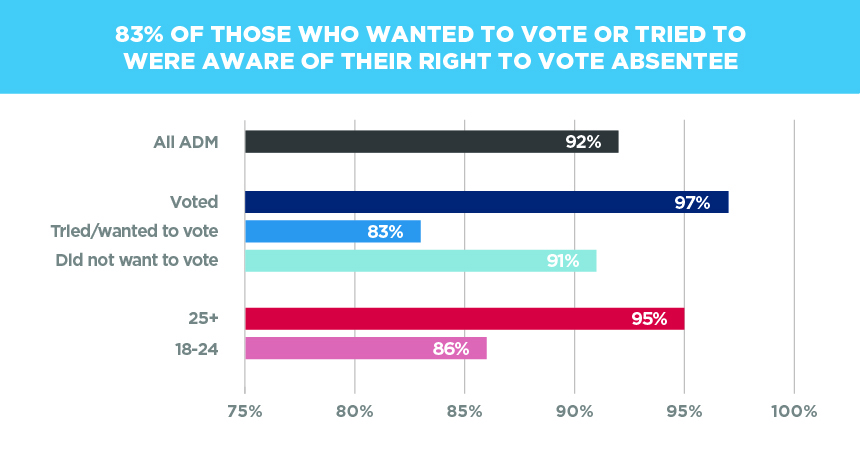 83% OF THOSE WHO WANTED TO VOTE OR TRIED TO
WERE AWARE OF THEIR RIGHT TO VOTE ABSENTEE
All ADM
92%
Voted
97%
Tried/wanted to vote
83%
DId not want to vote
91%
25+
95%
18-24
86%
75%
80%
85%
90%
95%
100%